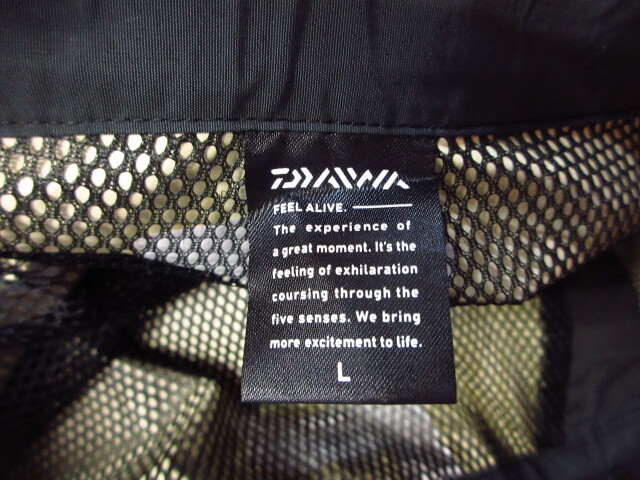 DAIWA
FEEL ALIVE.
The experience of
a great moment. It's the
feeling of exhilaration
coursing through the
five senses. We bring
more excitement to life.
L